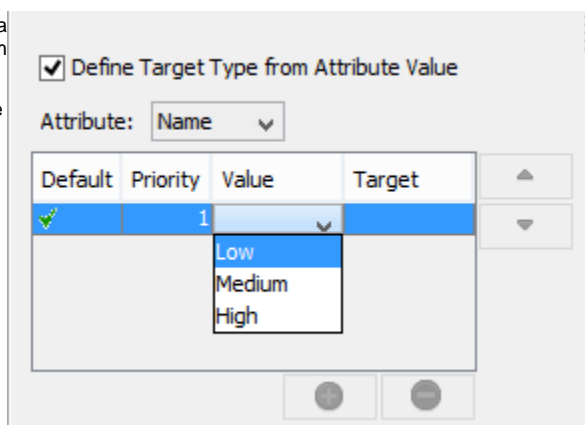 a
n
e
Define Target Type from Attribute Value
Attribute: Name
Default Priority Value Target
1
Low
Medium
High